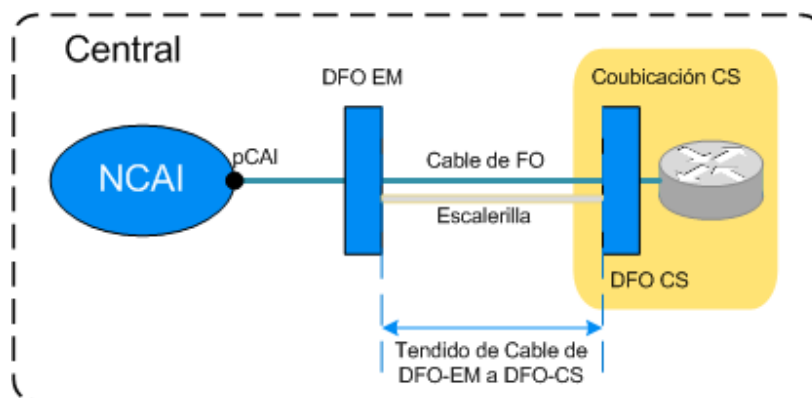 Central
DFO EM
Coubicación CS
NCAI
pCAI
Cable de FO
Escalerilla
DFO CS
Tendido de Cable de
DFO-EM a DFO-CS